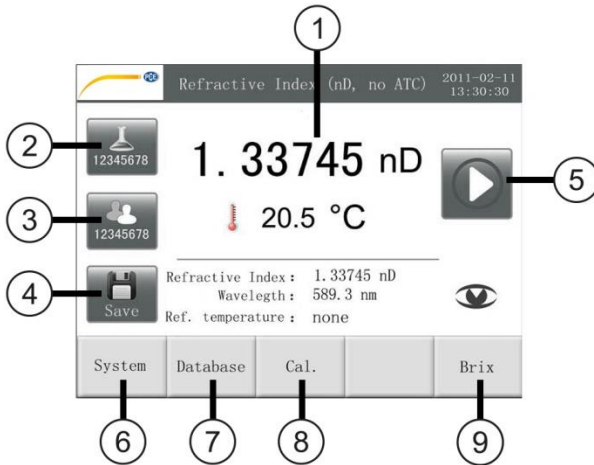 1
PCE
Refractive Index (nD, no ATC)
2011-02-11
13:30:30
2
12345678
1. 33745 nD
5
20.5 °C
3
12345678
4
Save
Refractive Index: 1.33745 nD
Wavelegth: 589.3 nm
Ref. temperature: none
System Database Cal. Brix
6 7 8 9